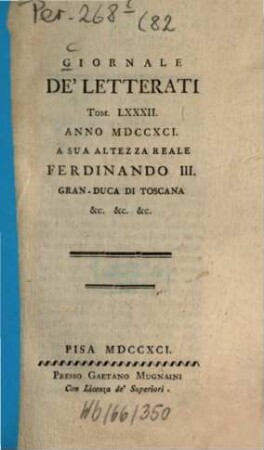 Per. 268 i (82
GIORNALE
DE' LETTERATI
TOM. LXXXII.
ANNO MDCCXCI.
A SUA ALTEZZA REALE
FERDINANDO III.
GRAN-DUCA DI TOSCANA
&c. &c. &c.
PISA MDCCXCI.
PRESSO GAETANO MUGNAINI
Con Licenza de' Superiori.
Wb/66/350